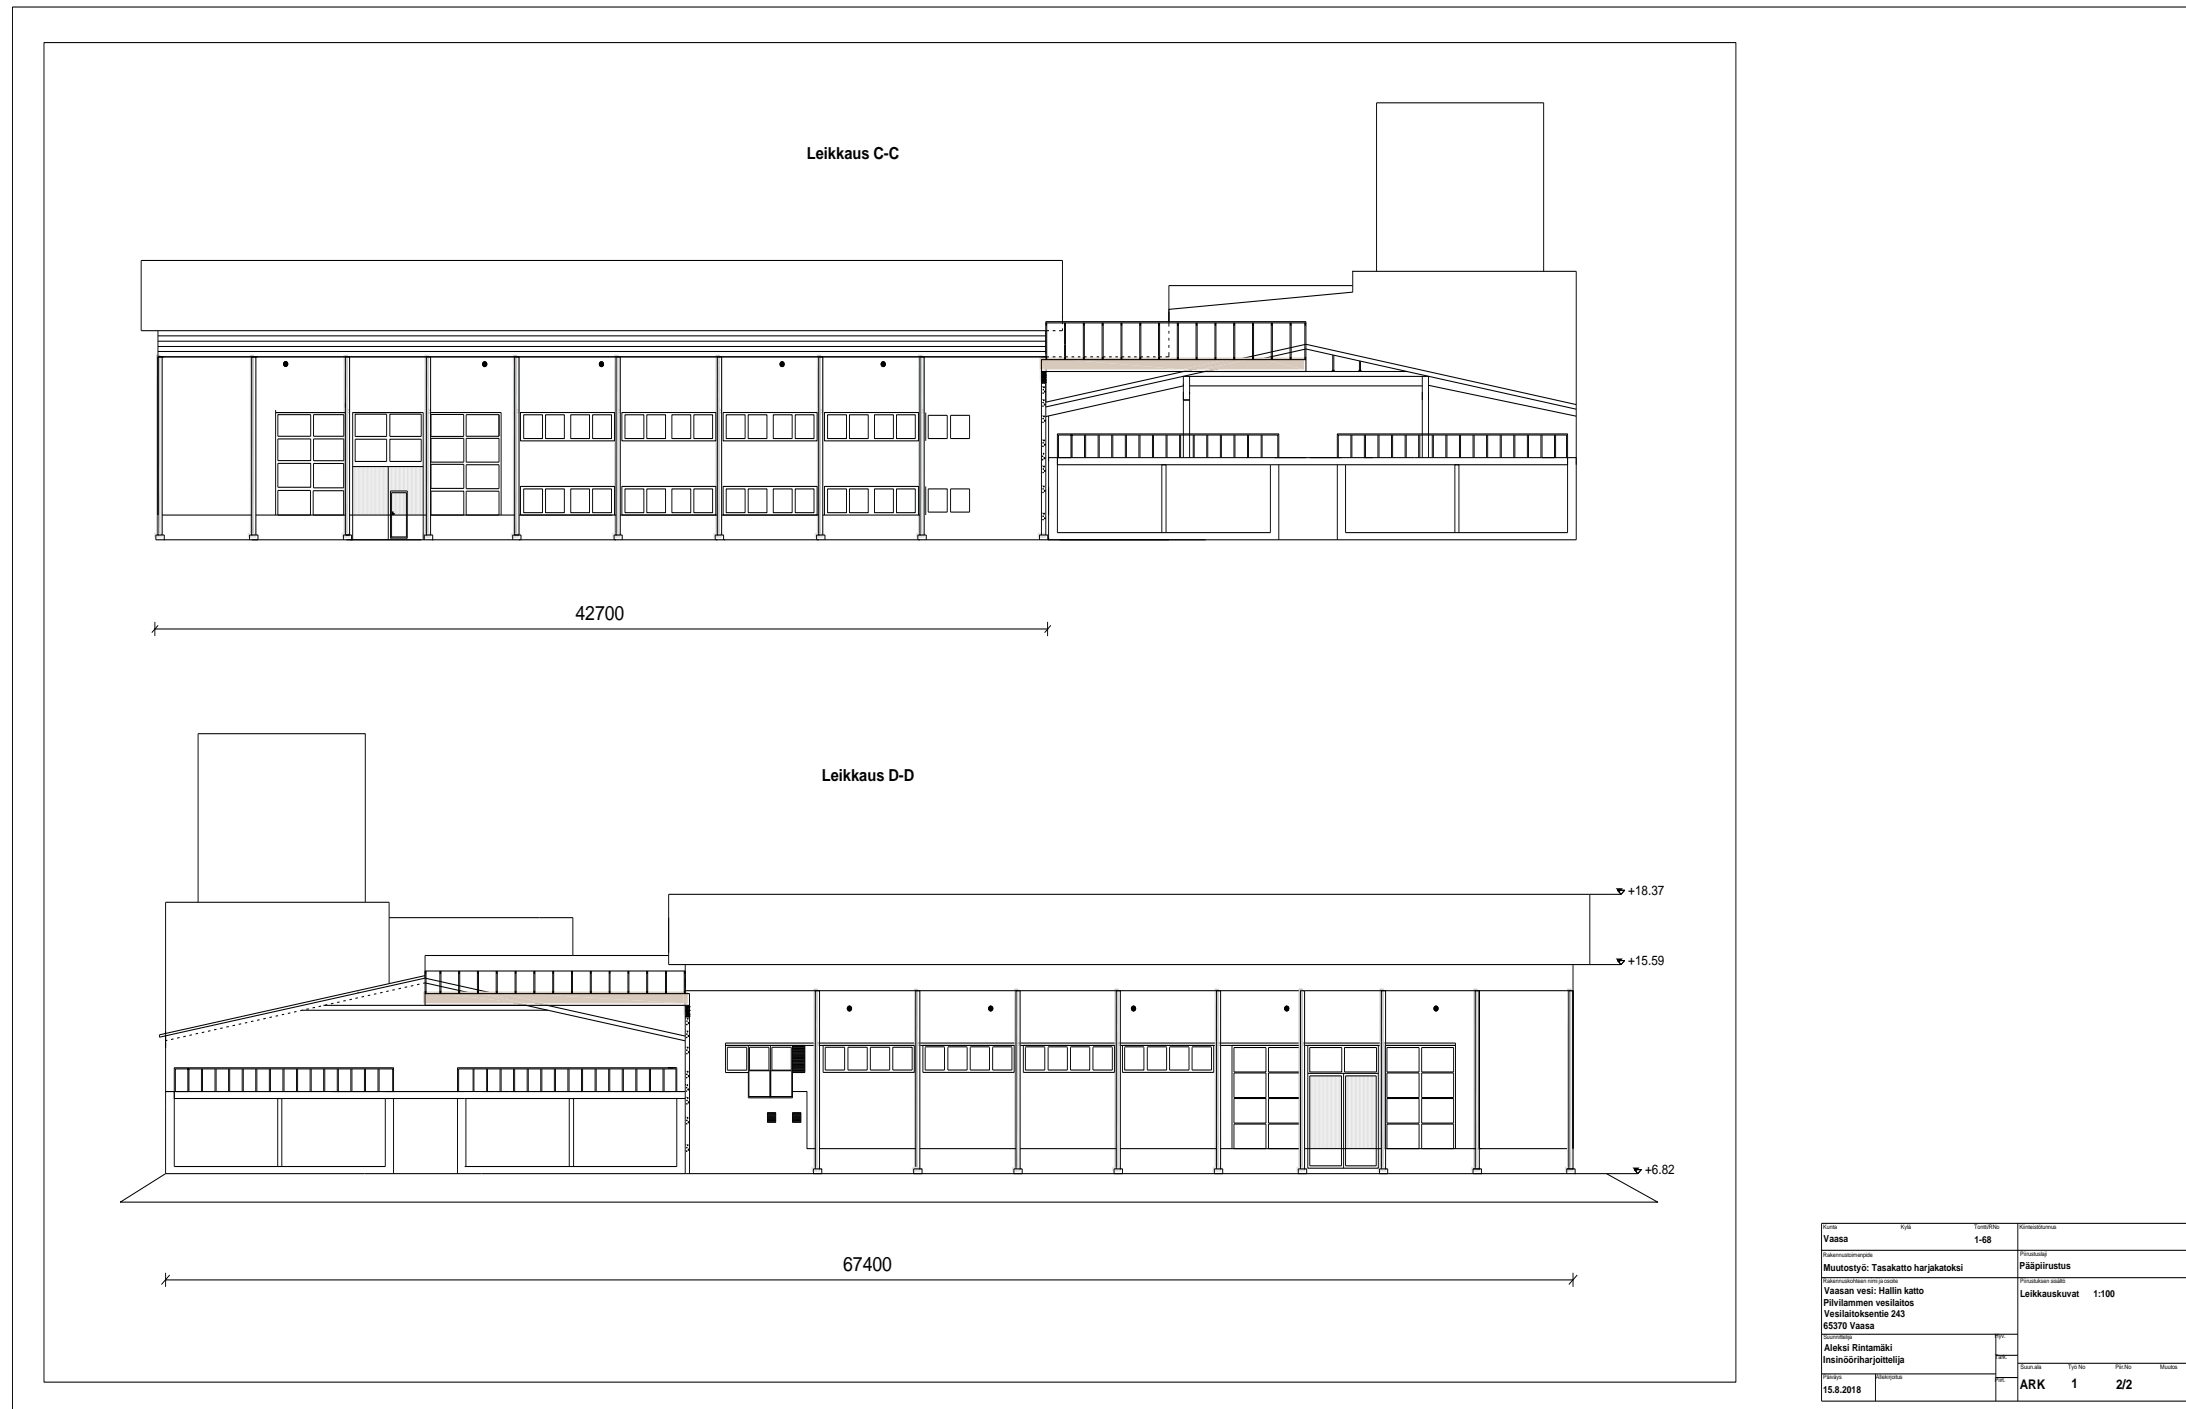 Leikkaus C-C
42700
Leikkaus D-D
+18.37
+15.59
+6.82
67400
Kunta Kylä Tontti/RNo Kiinteistötunnus
Vaasa 1-68
Rakennustoimenpide Piirustuslaji
Muutostyö: Tasakatto harjakatoksi Pääpiirustus
Rakennuskohteen nimi ja osoite Piirustuksen sisältö
Vaasan vesi: Hallin katto Leikkauskuvat 1:100
Pilvilammen vesilaitos
Vesilaitoksentie 243
65370 Vaasa
Suunnittelija Hyv.
Aleksi Rintamäki
Insinööriharjoittelija
Suun.ala Työ No Piir.No Muutos
Päiväys Allekirjoitus
15.8.2018 ARK 1 2/2